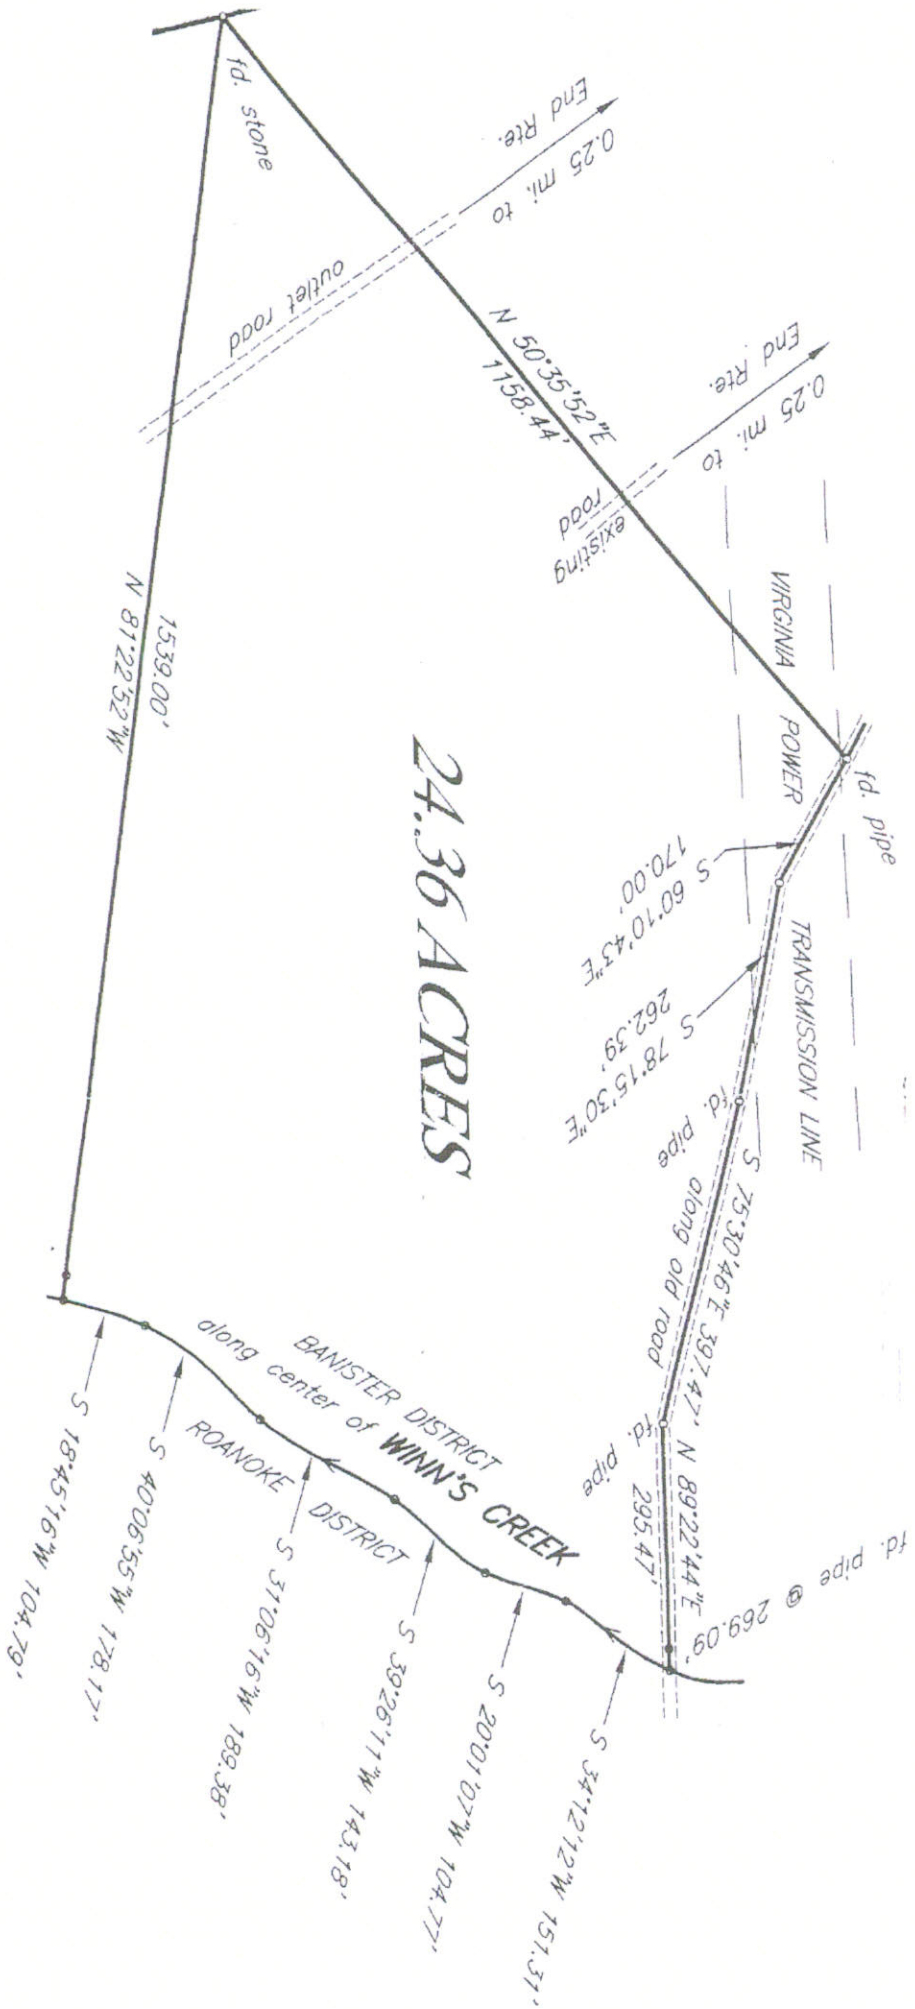 fd. stone
End Rte.
0.25 mi. to
outlet road
N 50°35'52"E
1158.44'
End Rte.
0.25 mi. to
existing
road
VIRGINIA POWER TRANSMISSION LINE
fd. pipe
S 60°10'43"E
170.00'
S 78°15'30"E
262.39'
fd. pipe
S 75°30'46"E 397.47'
along old road
fd. pipe
N 89°22'44"E
295.47'
fd. pipe @ 269.09'
1539.00'
N 81°22'52"W
24.36 ACRES
BANISTER DISTRICT
along center of WINN'S CREEK
ROANOKE DISTRICT
S 34°12'12"W 151.31'
S 20°01'07"W 104.77'
S 39°26'11"W 143.18'
S 31°06'16"W 189.38'
S 40°06'55"W 178.17'
S 18°45'16"W 104.79'